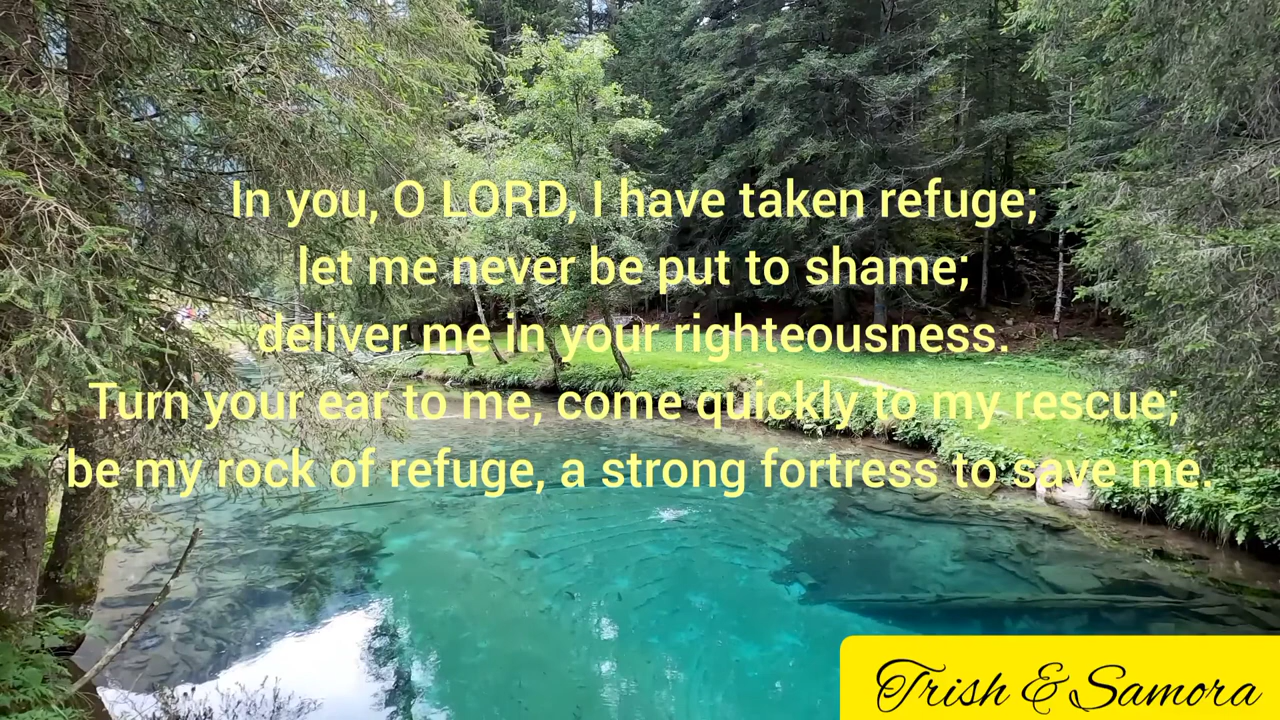 In you, O LORD, I have taken refuge;
let me never be put to shame;
deliver me in your righteousness.
Turn your ear to me, come quickly to my rescue;
be my rock of refuge, a strong fortress to save me.
Trish & Samora